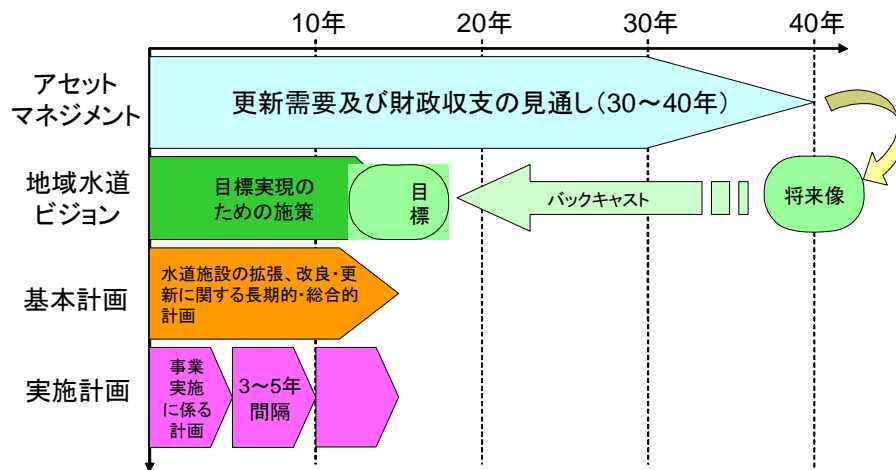 10年
20年
30年
40年
アセット
マネジメント
更新需要及び財政収支の見通し（30～40年）
地域水道
ビジョン
目標実現の
ための施策
目
標
バックキャスト
将来像
基本計画
水道施設の拡張、改良・更
新に関する長期的・総合的
計画
実施計画
事業
実施
に係る
計画
3～5年
間隔